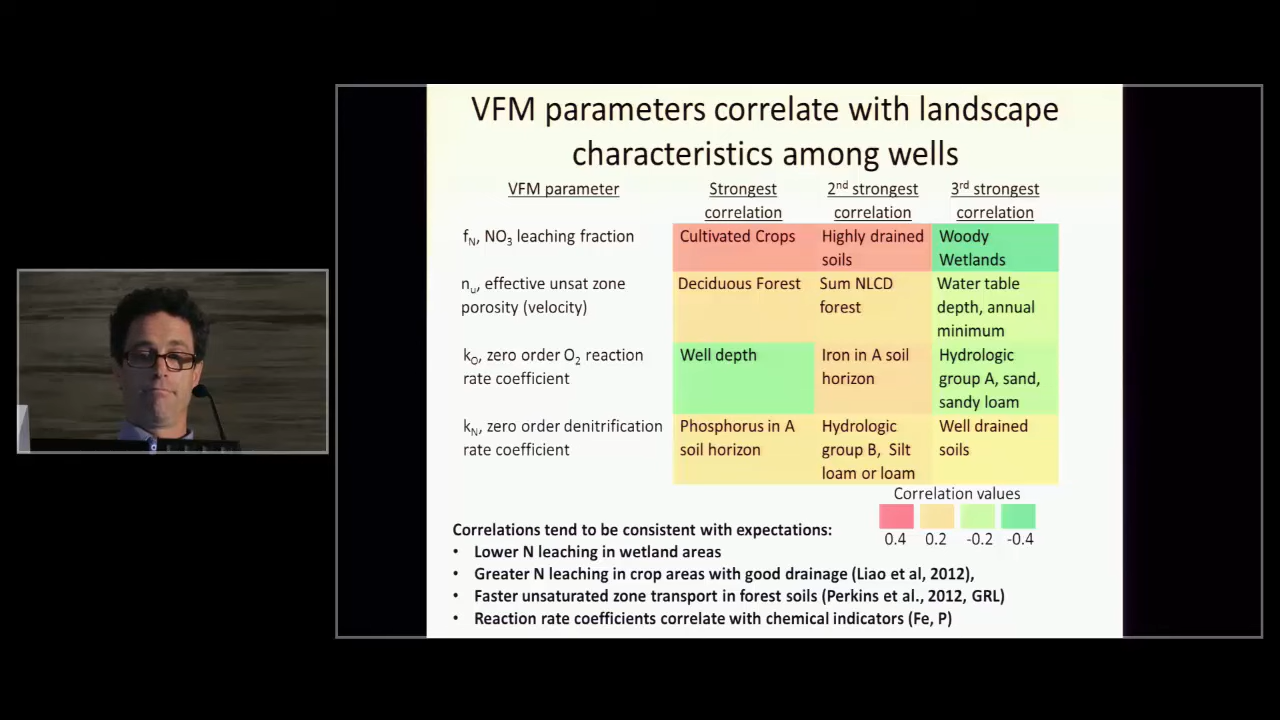 VFM parameters correlate with landscape
characteristics among wells
VFM parameter
Strongest
correlation
2nd strongest
correlation
3rd strongest
correlation
fN, NO3 leaching fraction
Cultivated Crops
Highly drained
soils
Woody
Wetlands
nu, effective unsat zone
porosity (velocity)
Deciduous Forest
Sum NLCD
forest
Water table
depth, annual
minimum
kO, zero order O2 reaction
rate coefficient
Well depth
Iron in A soil
horizon
Hydrologic
group A, sand,
sandy loam
kN, zero order denitrification
rate coefficient
Phosphorus in A
soil horizon
Hydrologic
group B, Silt
loam or loam
Well drained
soils
Correlation values
0.4 0.2 -0.2 -0.4
Correlations tend to be consistent with expectations:
• Lower N leaching in wetland areas
• Greater N leaching in crop areas with good drainage (Liao et al, 2012),
• Faster unsaturated zone transport in forest soils (Perkins et al., 2012, GRL)
• Reaction rate coefficients correlate with chemical indicators (Fe, P)